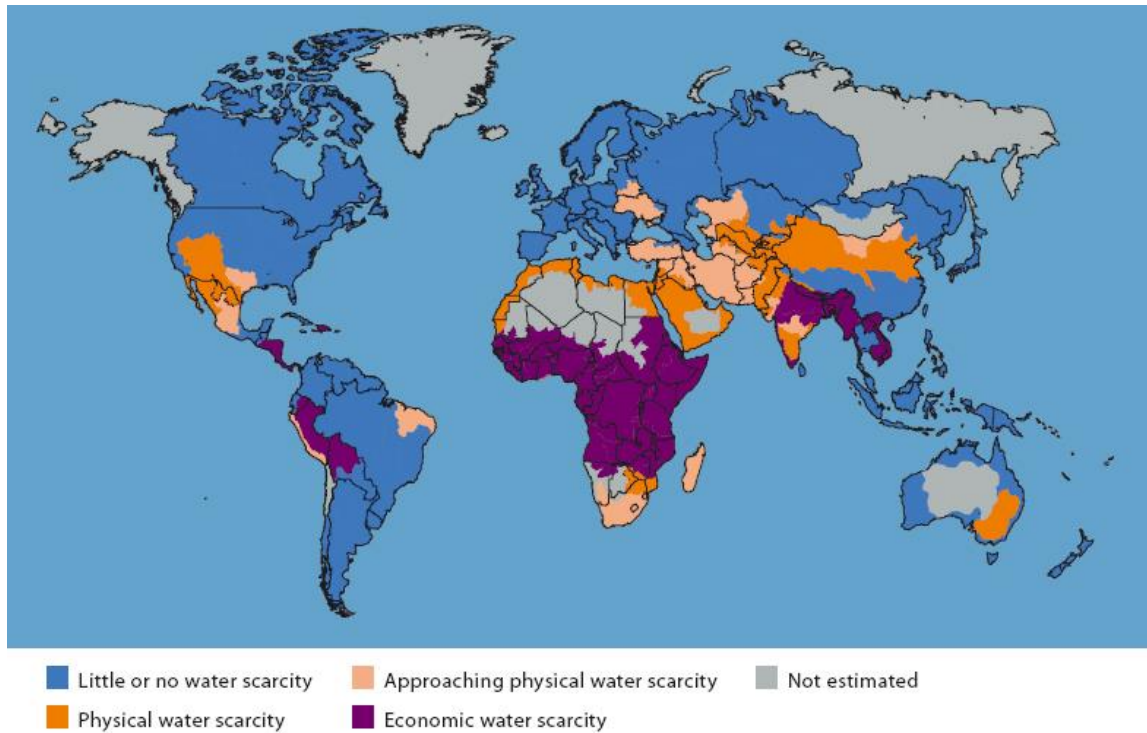 Little or no water scarcity
Approaching physical water scarcity
Not estimated
Physical water scarcity
Economic water scarcity